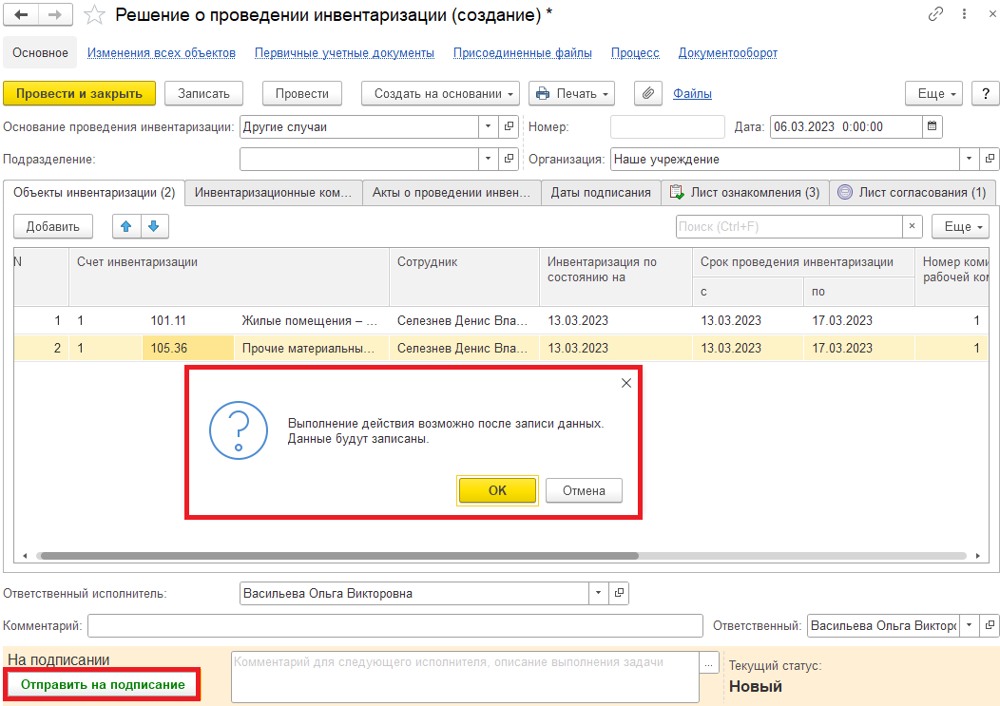 Решение о проведении инвентаризации (создание) *
Основное Изменения всех объектов Первичные учетные документы Присоединенные файлы Процесс Документооборот
Провести и закрыть Записать Провести Создать на основании Печать Файлы Еще ?
Основание проведения инвентаризации: Другие случаи Номер: Дата: 06.03.2023 0:00:00
Подразделение: Организация: Наше учреждение
Объекты инвентаризации (2) Инвентаризационные ком... Акты о проведении инвен... Даты подписания Лист ознакомления (3) Лист согласования (1)
Добавить Поиск (Ctrl+F) × Еще
N Счет инвентаризации Сотрудник Инвентаризация по Срок проведения инвентаризации Номер коми
состоянию на рабочей ком
с по
1 1 101.11 Жилые помещения – ... Селезнев Денис Вла... 13.03.2023 13.03.2023 17.03.2023 1
2 1 105.36 Прочие материальны... Селезнев Денис Вла... 13.03.2023 13.03.2023 17.03.2023 1
Выполнение действия возможно после записи данных.
Данные будут записаны.
OK Отмена
Ответственный исполнитель: Васильева Ольга Викторовна
Комментарий: Ответственный: Васильева Ольга Викторо
На подписании Комментарий для следующего исполнителя, описание выполнения задачи ... Текущий статус:
Отправить на подписание Новый